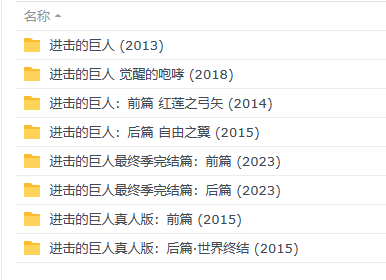 名称
进击的巨人 (2013)
进击的巨人 觉醒的咆哮 (2018)
进击的巨人：前篇 红莲之弓矢 (2014)
进击的巨人：后篇 自由之翼 (2015)
进击的巨人最终季完结篇：前篇 (2023)
进击的巨人最终季完结篇：后篇 (2023)
进击的巨人真人版：前篇 (2015)
进击的巨人真人版：后篇·世界终结 (2015)